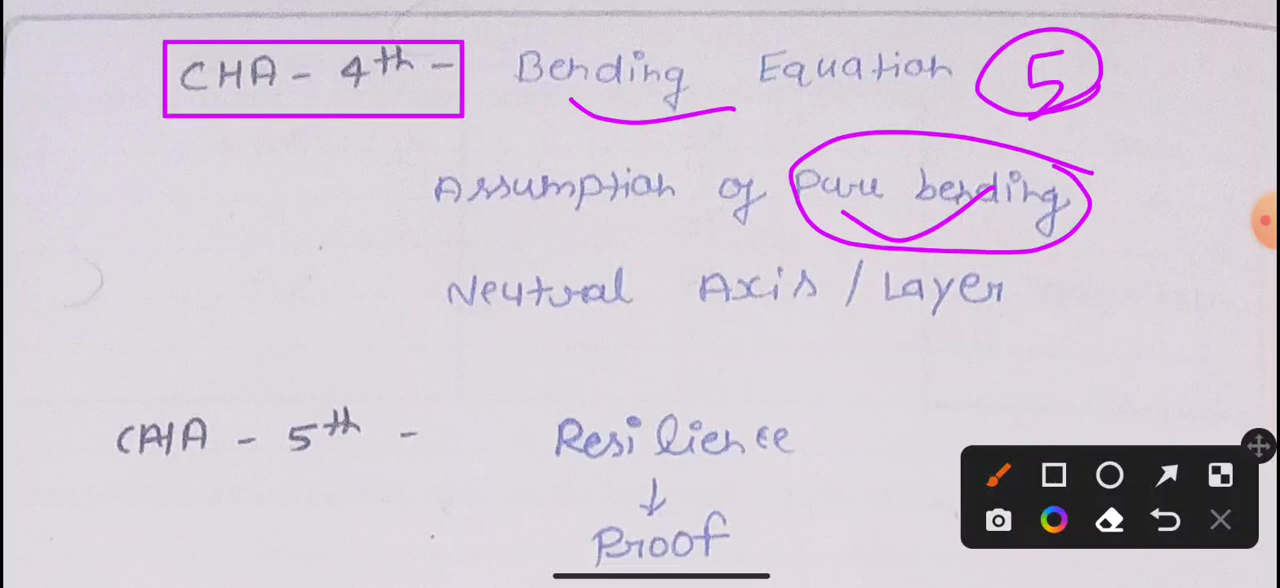 CHA - 4th - Bending Equation 5
Assumption of Pure bending
Neutral Axis / Layer
CHA - 5th - Resilience
↓
Proof